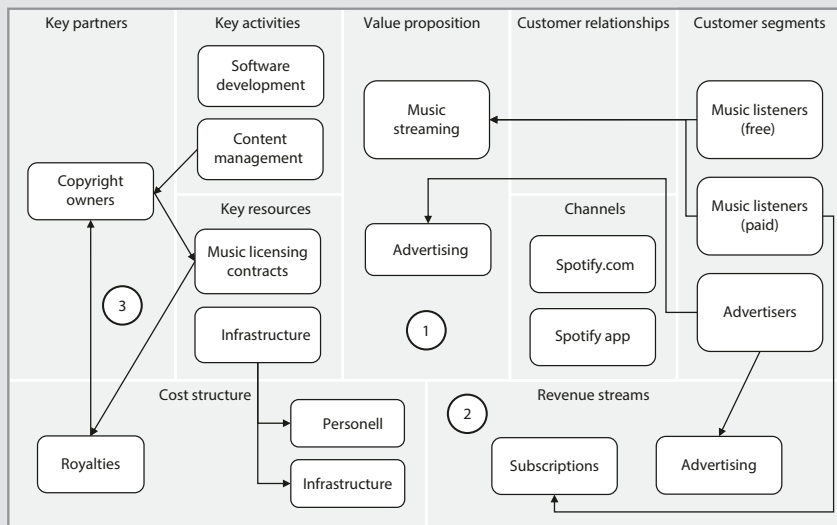 Key partners
Key activities
Value proposition
Customer relationships
Customer segments
Software
development
Content
management
Copyright
owners
Key resources
Music licensing
contracts
Infrastructure
3
Music
streaming
Advertising
1
Channels
Spotify.com
Spotify app
Music listeners
(free)
Music listeners
(paid)
Advertisers
Cost structure
Royalties
Personell
Infrastructure
2
Revenue streams
Subscriptions
Advertising